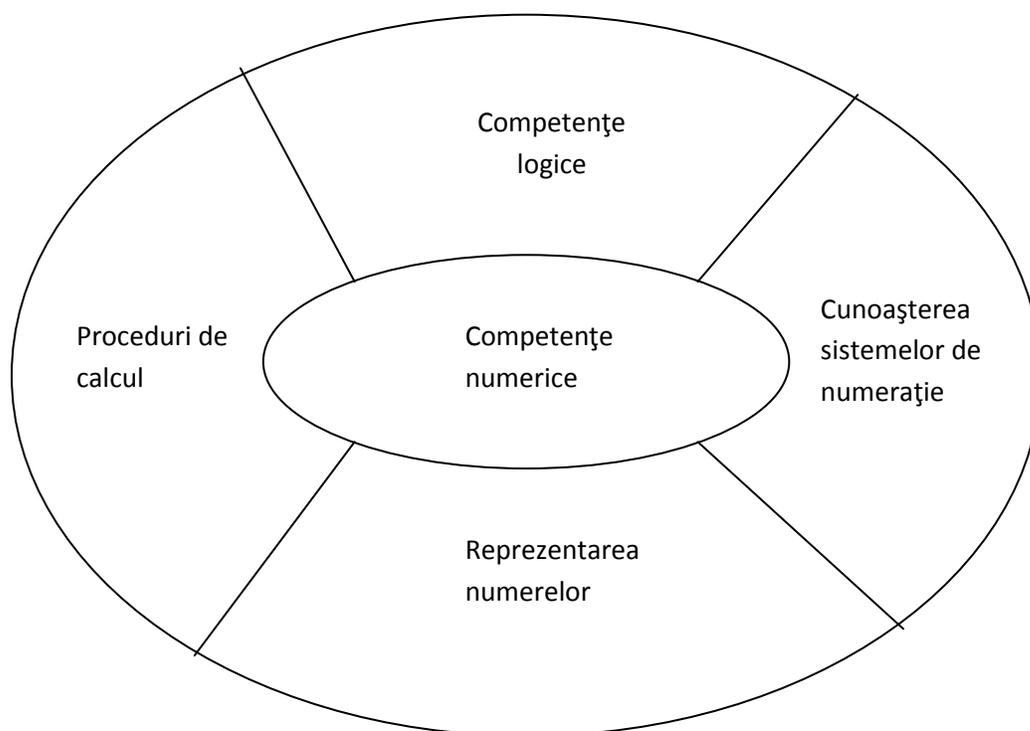 Competenţe
logice
Proceduri de
calcul
Competenţe
numerice
Cunoaşterea
sistemelor de
numeraţie
Reprezentarea
numerelor